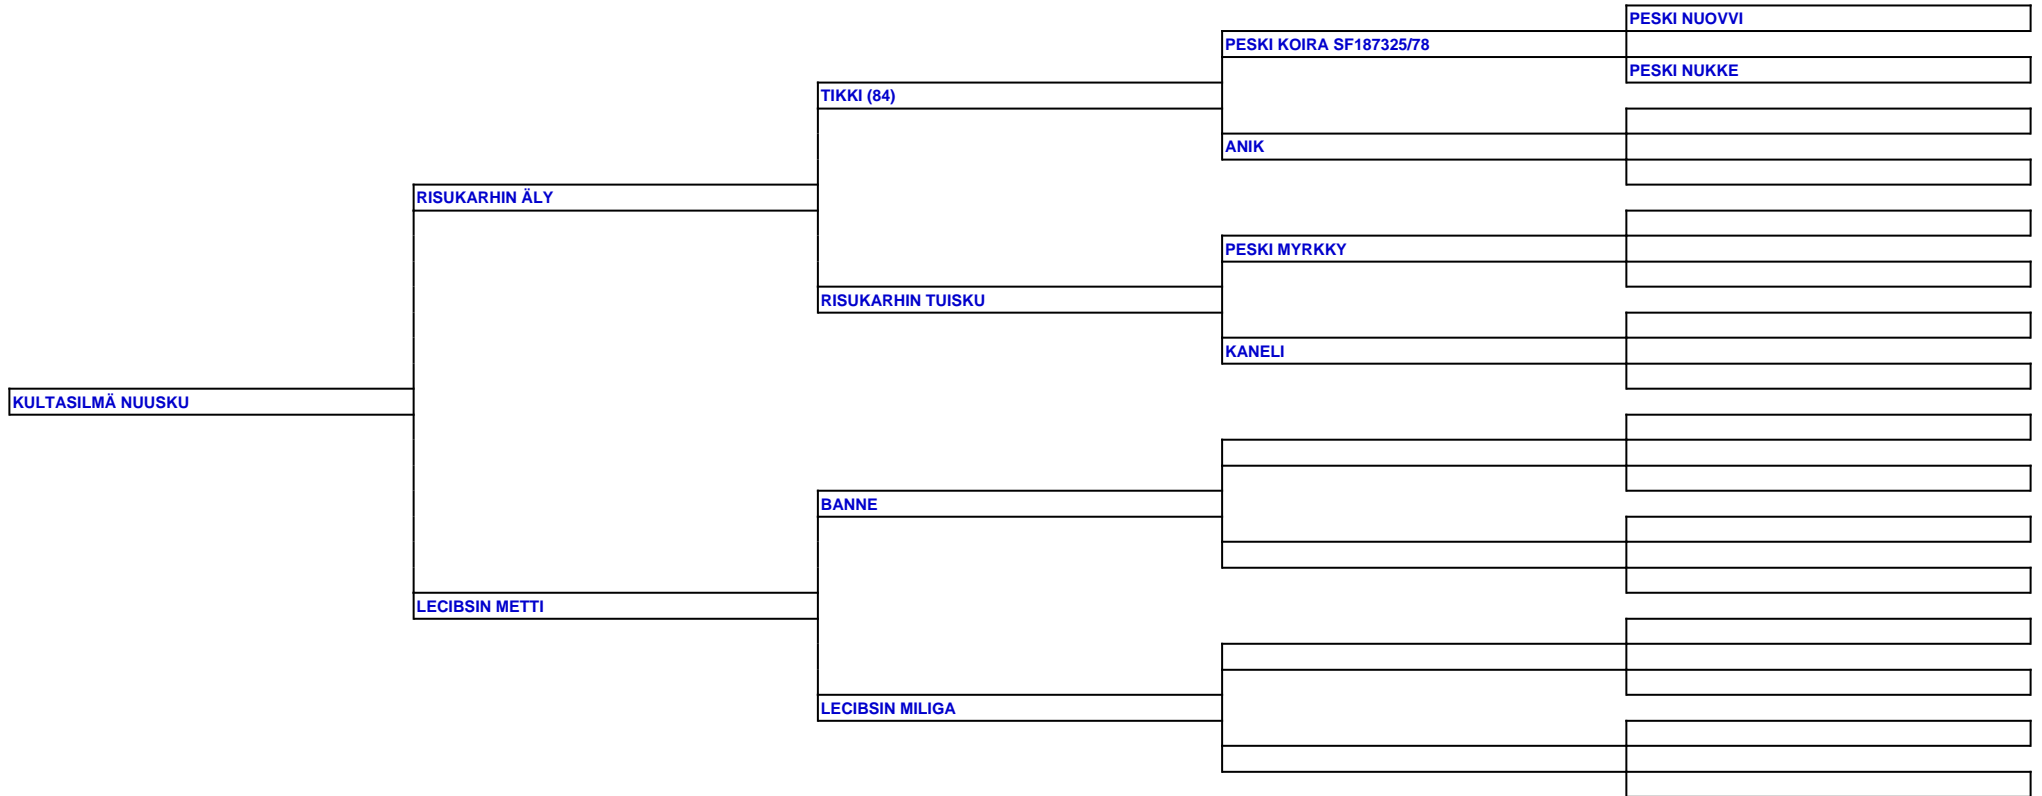 PESKI NUOVVI
PESKI KOIRA SF187325/78
PESKI NUKKE
TIKKI (84)
ANIK
RISUKARHIN ÄLY
PESKI MYRKKY
RISUKARHIN TUISKU
KANELI
KULTASILMÄ NUUSKU
BANNE
LECIBSIN METTI
LECIBSIN MILIGA